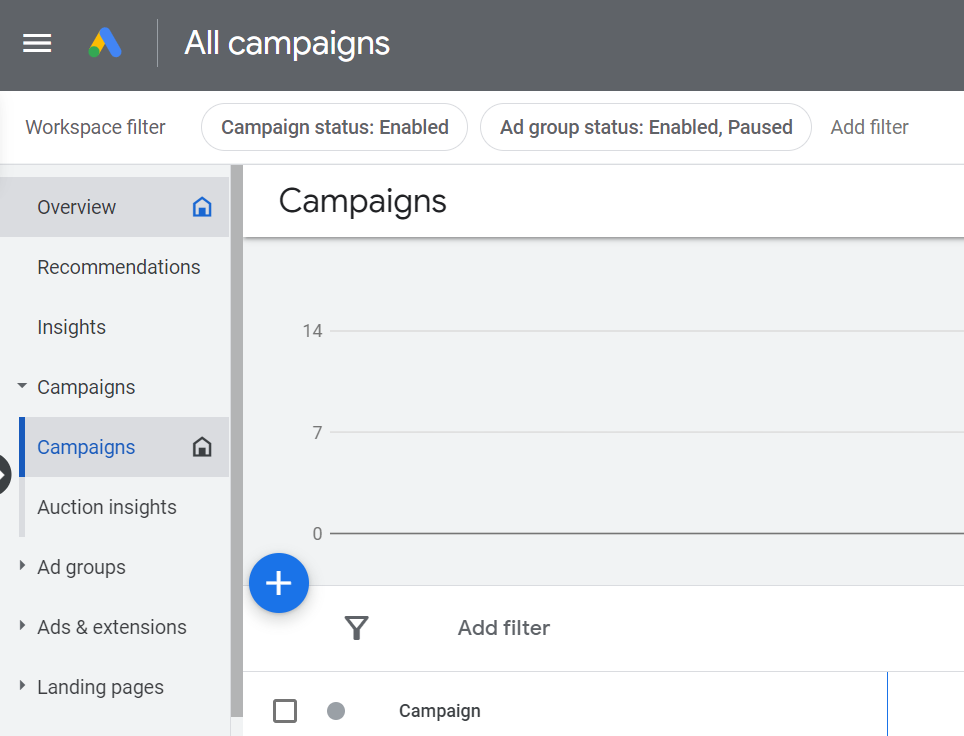 All campaigns
Workspace filter
Campaign status: Enabled
Ad group status: Enabled, Paused
Add filter
Overview
Recommendations
Insights
Campaigns
Campaigns
Auction insights
Ad groups
Ads & extensions
Landing pages
Campaigns
14
7
0
Add filter
Campaign